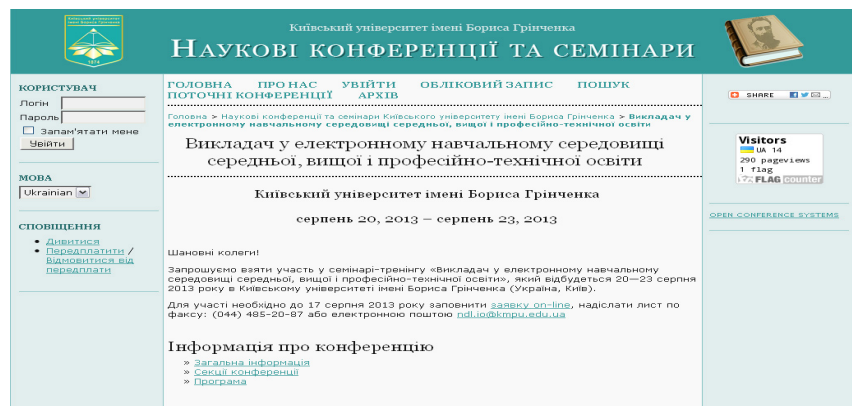 Київський університет імені Бориса Грінченка
Наукові конференції та семінари
КОРИСТУВАЧ
Логін
Пароль
Запам'ятати мене
Увійти
МОВА
Ukrainian
СПОВІЩЕННЯ
Дивитися
Передплатити /
Відмовитися від
передплати
ГОЛОВНА ПРО НАС УВІЙТИ ОБЛІКОВИЙ ЗАПИС ПОШУК
ПОТОЧНІ КОНФЕРЕНЦІЇ АРХІВ
Головна > Наукові конференції та семінари Київського університету імені Бориса Грінченка > Викладач у
електронному навчальному середовищі середньої, вищої і професійно-технічної освіти
Викладач у електронному навчальному середовищі
середньої, вищої і професійно-технічної освіти
Київський університет імені Бориса Грінченка
серпень 20, 2013 – серпень 23, 2013
Шановні колеги!
Запрошуємо взяти участь у семінарі-тренінгу «Викладач у електронному навчальному
середовищі середньої, вищої і професійно-технічної освіти», який відбудеться 20—23 серпня
2013 року в Київському університеті імені Бориса Грінченка (Україна, Київ).
Для участі необхідно до 17 серпня 2013 року заповнити заявку on-line, надіслати лист по
факсу: (044) 485-20-87 або електронною поштою ndl.io@kmpu.edu.ua
Інформація про конференцію
» Загальна інформація
» Секції конференції
» Програма
SHARE
Visitors
UA 14
290 pageviews
1 flag
FLAG counter
OPEN CONFERENCE SYSTEMS